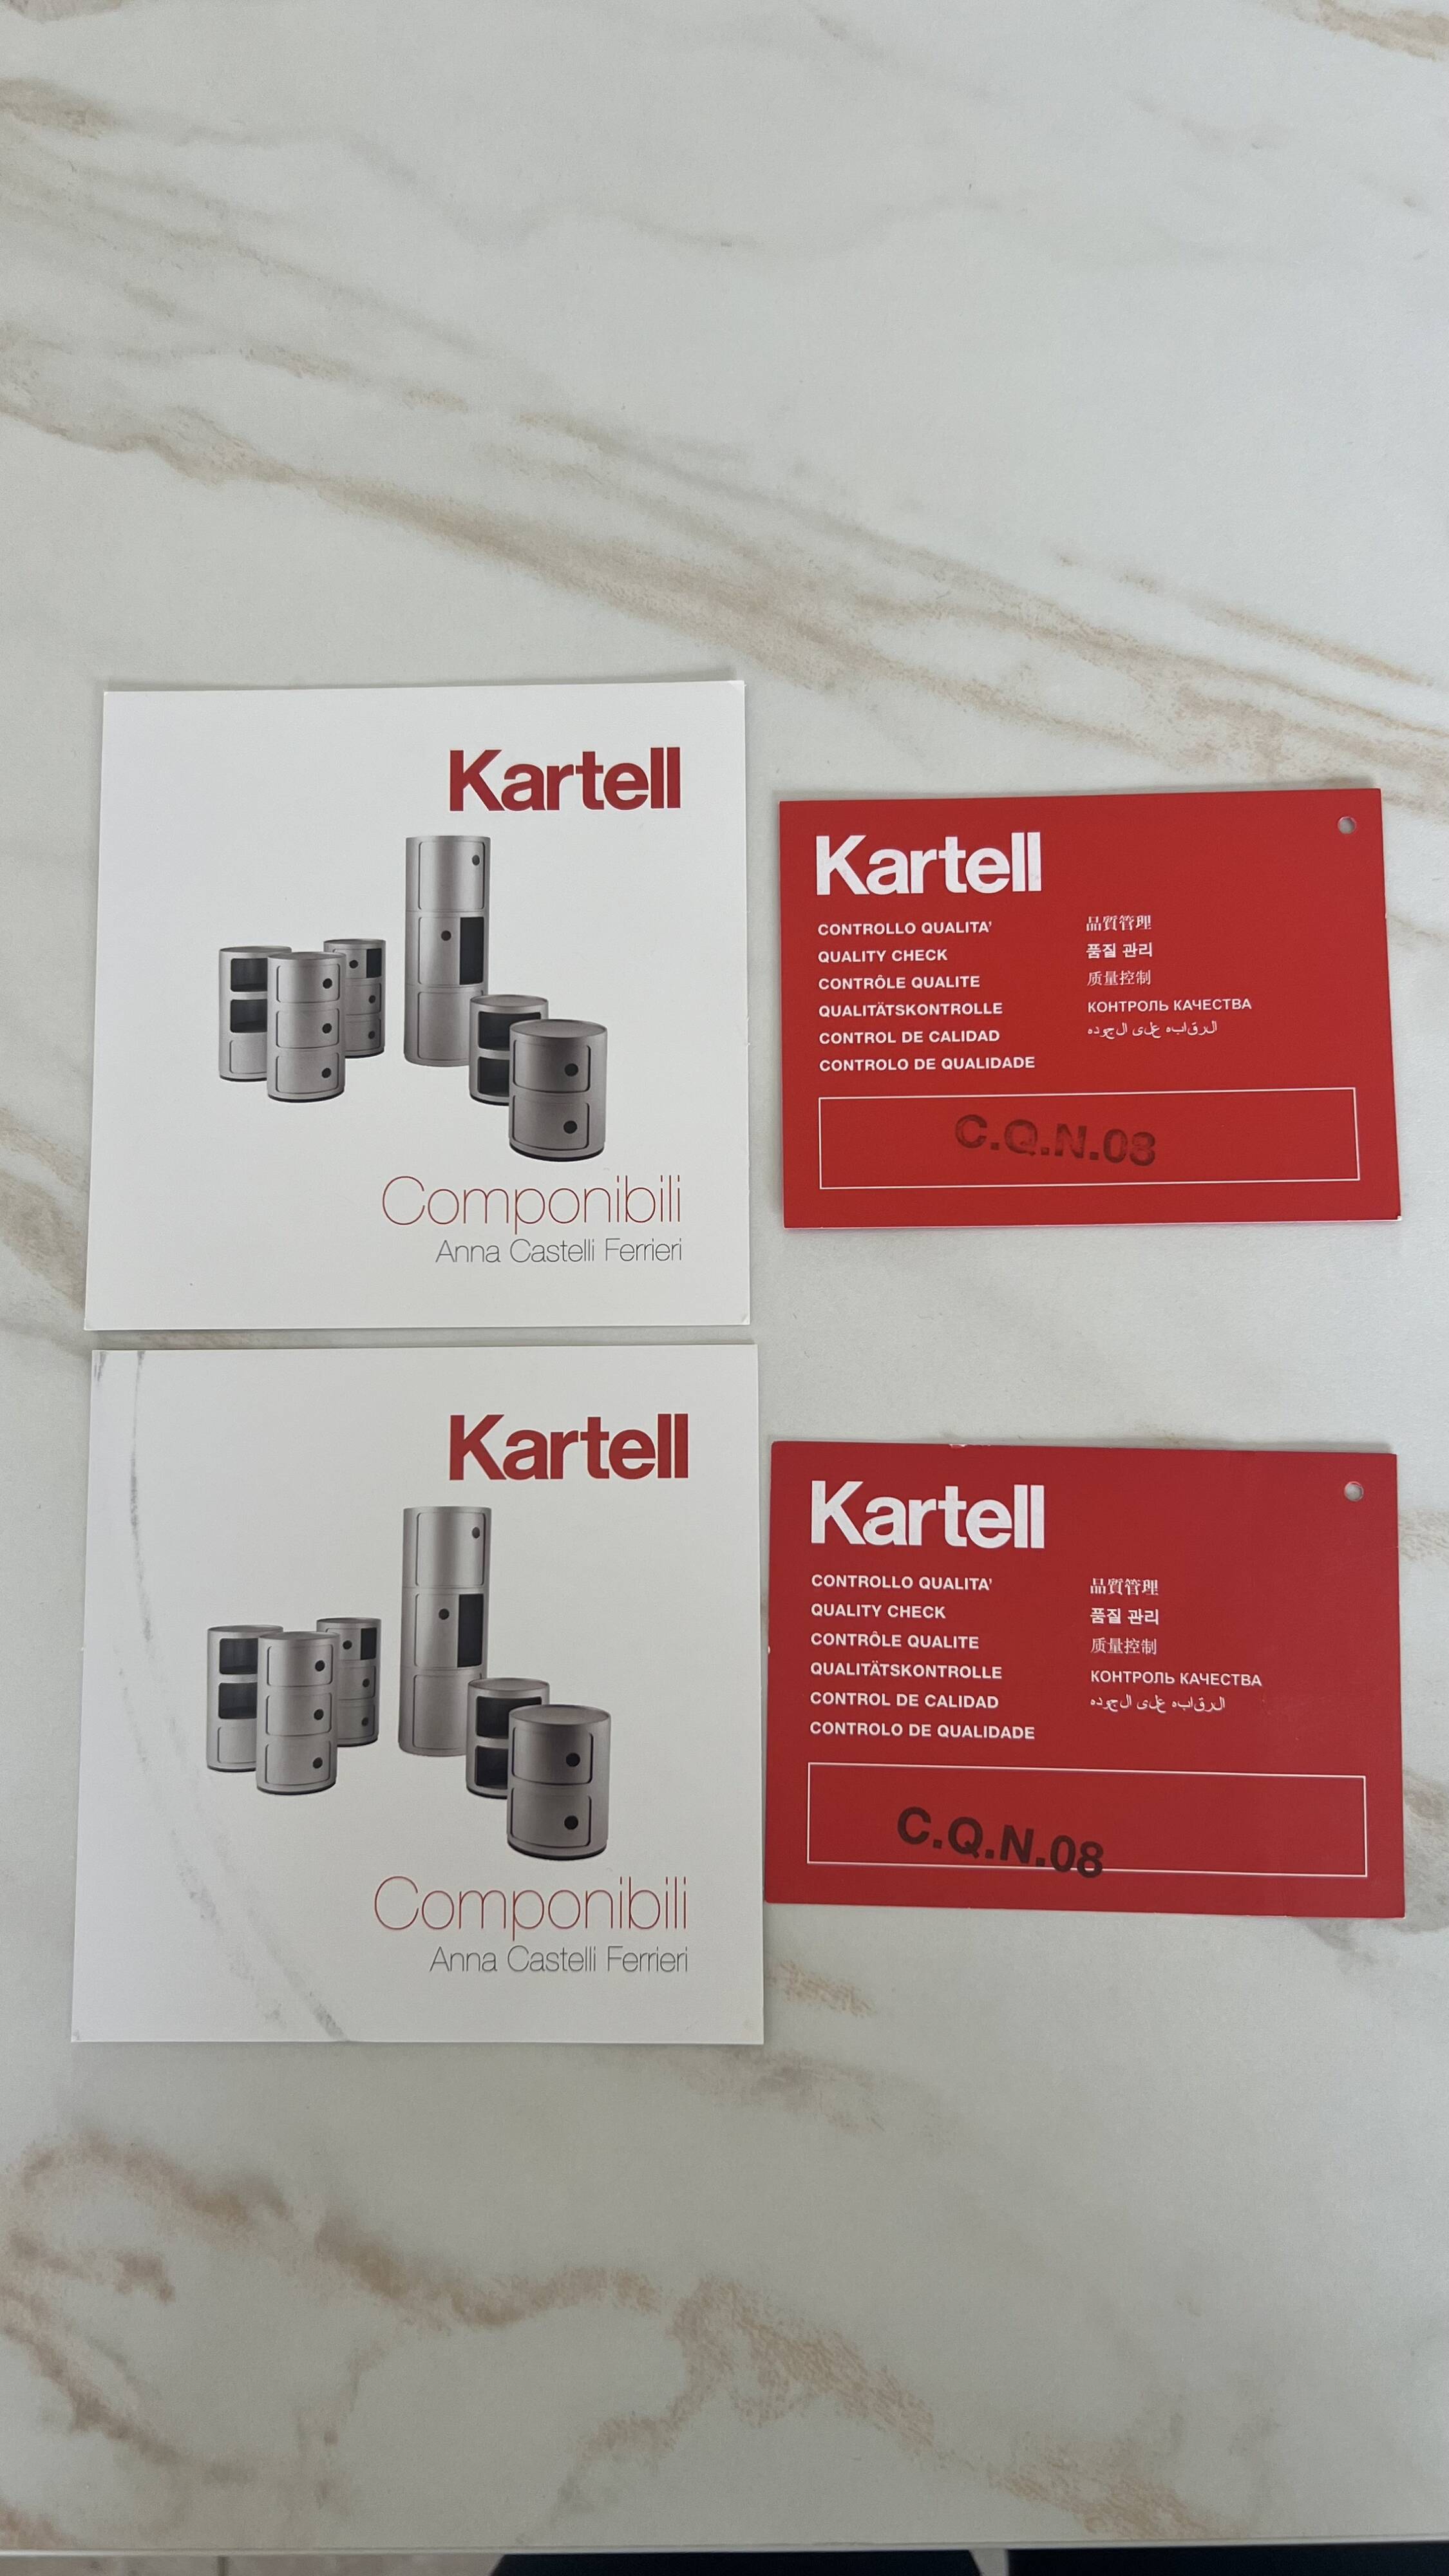 Kartell
Componibili
Anna Castelli Ferrieri
Kartell
CONTROLLO QUALITA'
QUALITY CHECK
CONTRÔLE QUALITE
QUALITÄTSKONTROLLE
CONTROL DE CALIDAD
CONTROLO DE QUALIDADE
品質管理
품질 관리
质量控制
КОНТРОЛЬ КАЧЕСТВА
الرقابه على الجوده
C.Q.N.08
Kartell
Componibili
Anna Castelli Ferrieri
Kartell
CONTROLLO QUALITA'
QUALITY CHECK
CONTRÔLE QUALITE
QUALITÄTSKONTROLLE
CONTROL DE CALIDAD
CONTROLO DE QUALIDADE
品質管理
품질 관리
质量控制
КОНТРОЛЬ КАЧЕСТВА
الرقابه على الجوده
C.Q.N.08